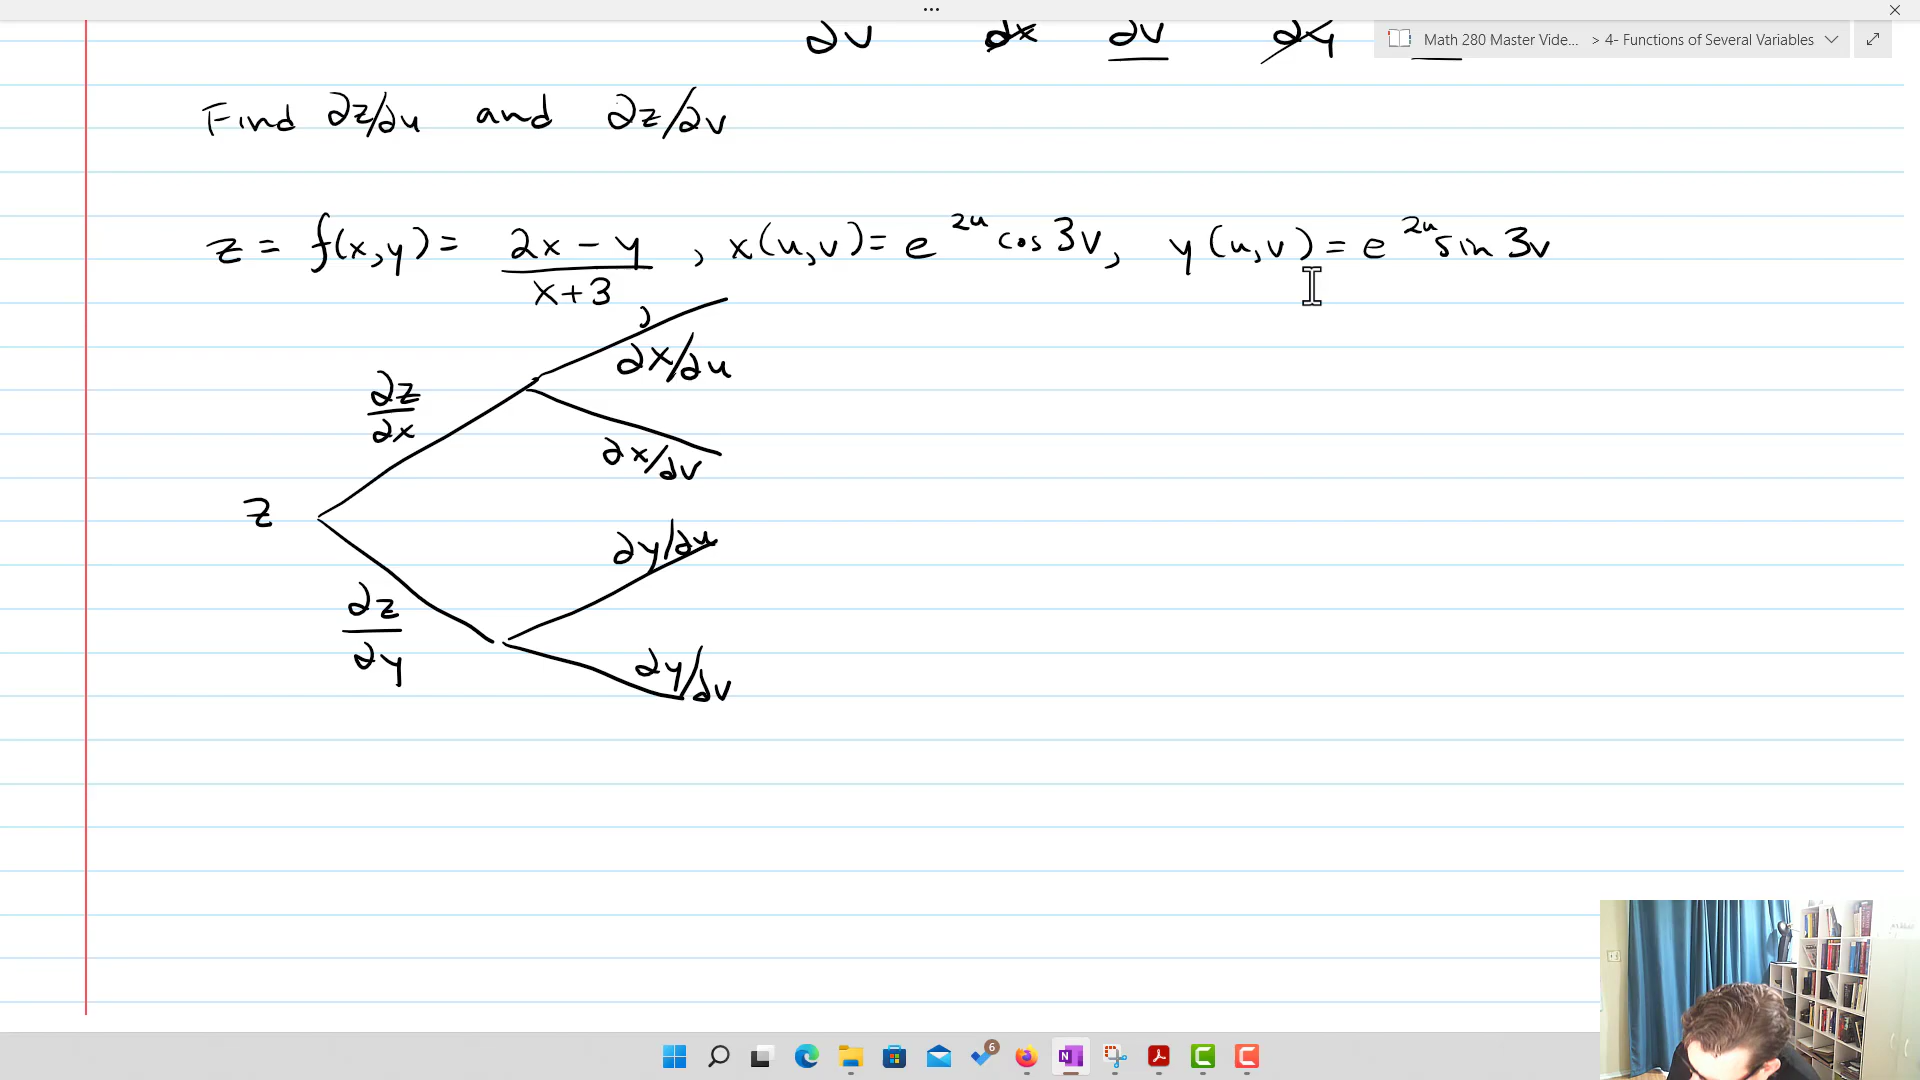 ∂v ∂x ∂v ∂y
Math 280 Master Vide... > 4- Functions of Several Variables
Find ∂z/∂u and ∂z/∂v
z = f(x,y) = (2x - y)/(x+3), x(u,v) = e^{2u} cos 3v, y(u,v) = e^{2u} sin 3v
∂x/∂u
∂z/∂x
∂x/∂v
z
∂y/∂u
∂z/∂y
∂y/∂v
6